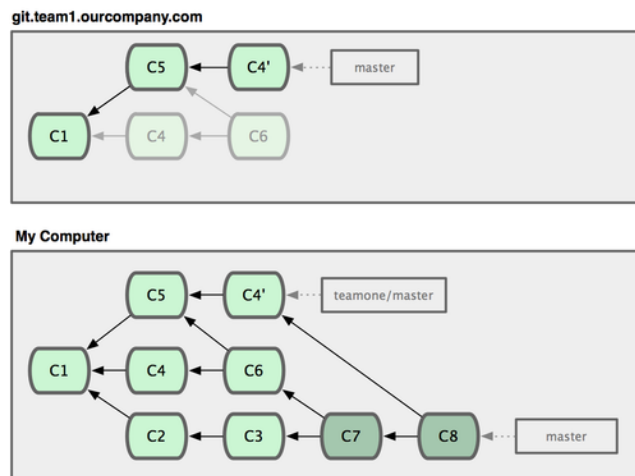 git.team1.ourcompany.com
C5 C4' master
C1 C4 C6
My Computer
C5 C4' teamone/master
C1 C4 C6
C2 C3 C7 C8 master